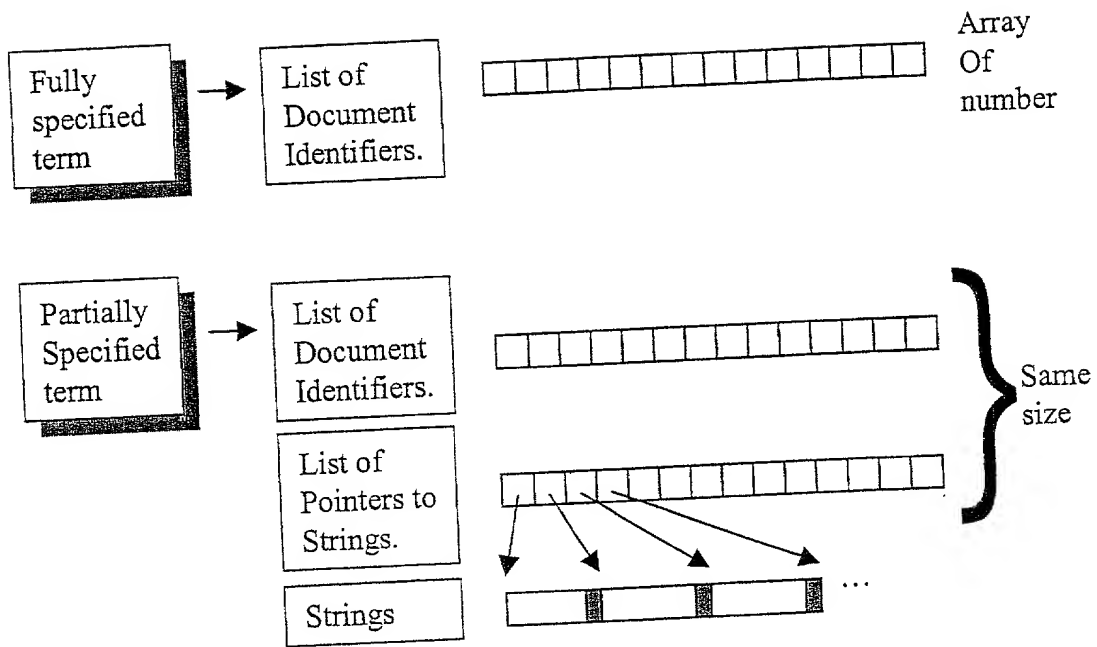 Fully
specified
term
List of
Document
Identifiers.
Array
Of
number
Partially
Specified
term
List of
Document
Identifiers.
List of
Pointers to
Strings.
Strings
...
Same
size